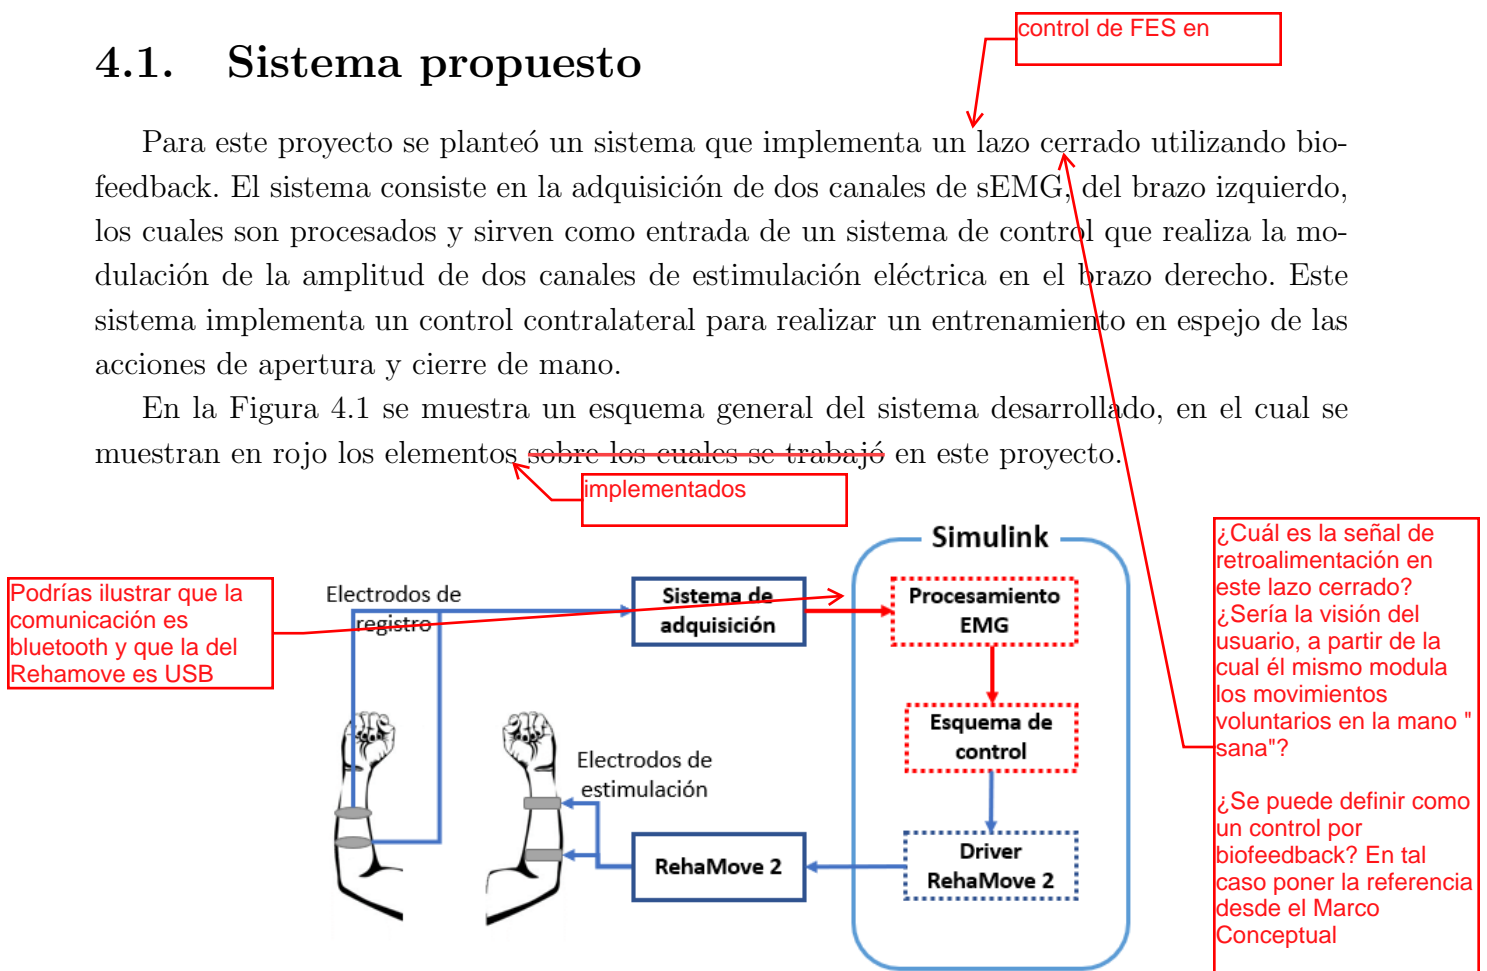 control de FES en
4.1. Sistema propuesto
Para este proyecto se planteó un sistema que implementa un lazo cerrado utilizando bio-
feedback. El sistema consiste en la adquisición de dos canales de sEMG, del brazo izquierdo,
los cuales son procesados y sirven como entrada de un sistema de control que realiza la mo-
dulación de la amplitud de dos canales de estimulación eléctrica en el brazo derecho. Este
sistema implementa un control contralateral para realizar un entrenamiento en espejo de las
acciones de apertura y cierre de mano.
En la Figura 4.1 se muestra un esquema general del sistema desarrollado, en el cual se
muestran en rojo los elementos sobre los cuales se trabajó en este proyecto.
implementados
Podrías ilustrar que la
comunicación es
bluetooth y que la del
Rehamove es USB
Electrodos de
registro
Sistema de
adquisición
Simulink
Procesamiento
EMG
Esquema de
control
Driver
RehaMove 2
RehaMove 2
Electrodos de
estimulación
¿Cuál es la señal de
retroalimentación en
este lazo cerrado?
¿Sería la visión del
usuario, a partir de la
cual él mismo modula
los movimientos
voluntarios en la mano "
sana"?
¿Se puede definir como
un control por
biofeedback? En tal
caso poner la referencia
desde el Marco
Conceptual